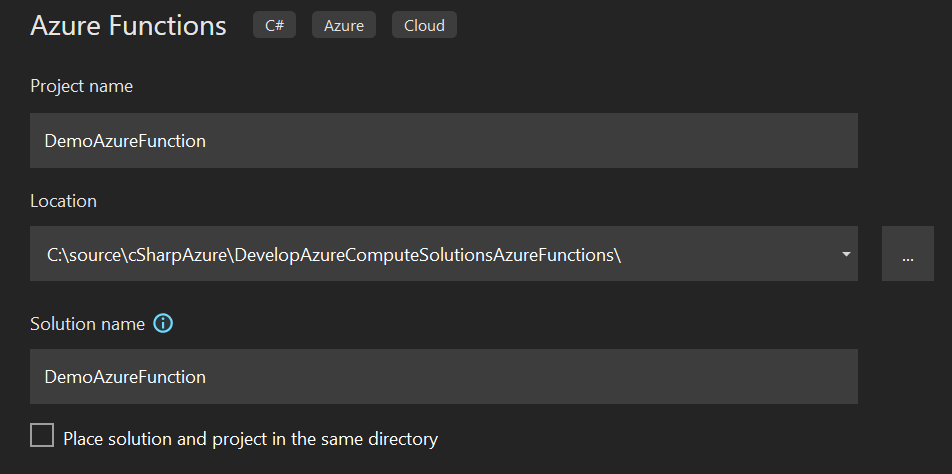 Azure Functions C# Azure Cloud
Project name
DemoAzureFunction
Location
C:\source\cSharpAzure\DevelopAzureComputeSolutionsAzureFunctions\
...
Solution name
DemoAzureFunction
Place solution and project in the same directory